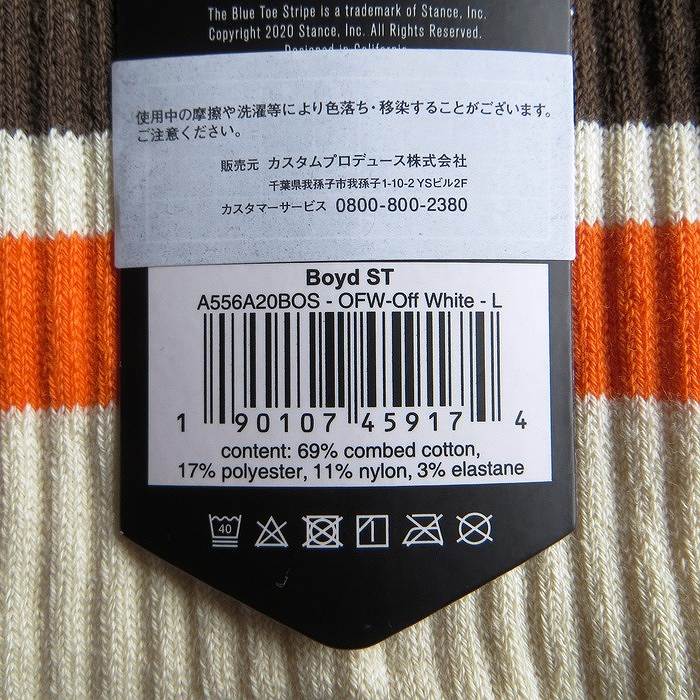 The Blue Toe Stripe is a trademark of Stance, Inc.
Copyright 2020 Stance, Inc. All Rights Reserved.
Designed in California
使用中の摩擦や洗濯等により色落ち・移染することがございます。
ご注意ください。
販売元 カスタムプロデュース株式会社
千葉県我孫子市我孫子1-10-2 YSビル2F
カスタマーサービス 0800-800-2380
Boyd ST
A556A20BOS - OFW-Off White - L
1 90107 45917 4
content: 69% combed cotton,
17% polyester, 11% nylon, 3% elastane
40